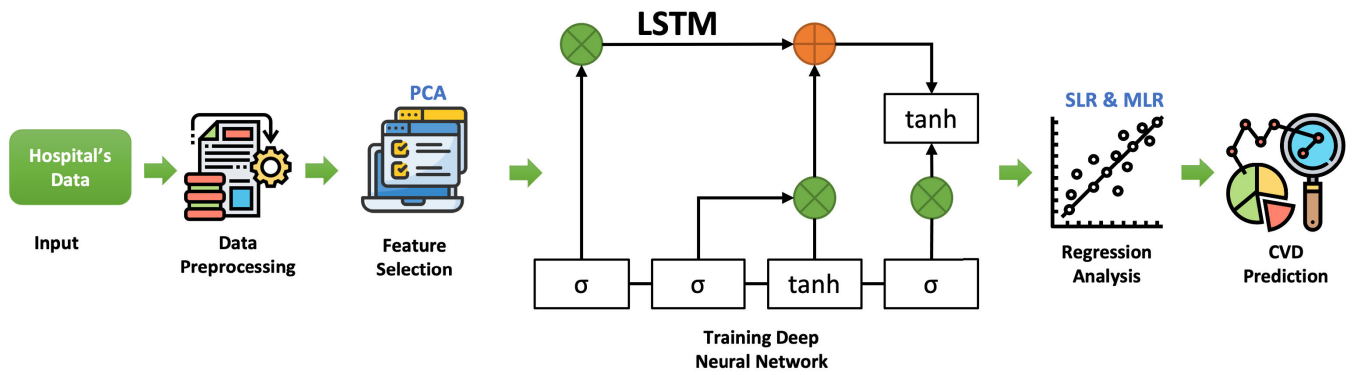 Hospital's
Data
Input
Data
Preprocessing
PCA
Feature
Selection
LSTM
tanh
σ
σ
tanh
σ
Training Deep
Neural Network
SLR & MLR
Regression
Analysis
CVD
Prediction